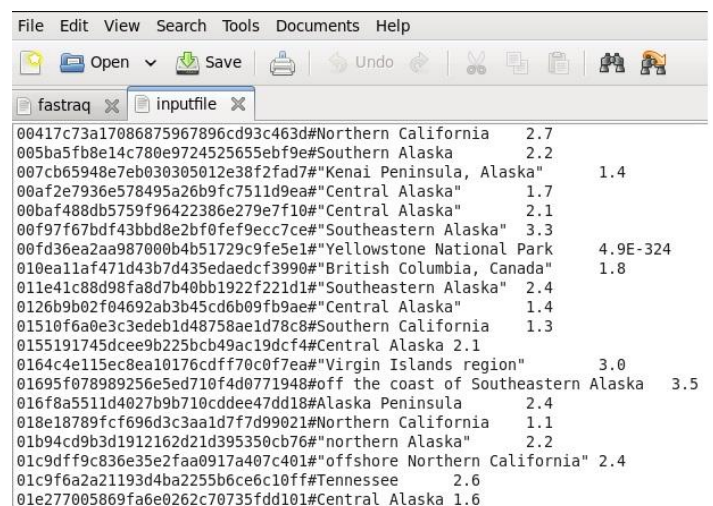 File Edit View Search Tools Documents Help
Open Save Undo
fastraq inputfile
00417c73a17086875967896cd93c463d#Northern California 2.7
005ba5fb8e14c780e9724525655ebf9e#Southern Alaska 2.2
007cb65948e7eb030305012e38f2fad7#"Kenai Peninsula, Alaska" 1.4
00af2e7936e578495a26b9fc7511d9ea#"Central Alaska" 1.7
00baf488db5759f96422386e279e7f10#"Central Alaska" 2.1
00f97f67bdf43bbd8e2bf0fef9ecc7ce#"Southeastern Alaska" 3.3
00fd36ea2aa987000b4b51729c9fe5e1#"Yellowstone National Park 4.9E-324
010ea11af471d43b7d435edaedcf3990#"British Columbia, Canada" 1.8
011e41c88d98fa8d7b40bb1922f221d1#"Southeastern Alaska" 2.4
0126b9b02f04692ab3b45cd6b09fb9ae#"Central Alaska" 1.4
01510f6a0e3c3edeb1d48758ae1d78c8#Southern California 1.3
0155191745dcee9b225bcb49ac19dcf4#Central Alaska 2.1
0164c4e115ec8ea10176cdff70c0f7ea#"Virgin Islands region" 3.0
01695f078989256e5ed710f4d0771948#off the coast of Southeastern Alaska 3.5
016f8a5511d4027b9b710cddee47dd18#Alaska Peninsula 2.4
018e18789fcf696d3c3aa1d7f7d99021#Northern California 1.1
01b94cd9b3d1912162d21d395350cb76#"northern Alaska" 2.2
01c9dff9c836e35e2faa0917a407c401#"offshore Northern California" 2.4
01c9f6a2a21193d4ba2255b6ce6c10ff#Tennessee 2.6
01e277005869fa6e0262c70735fdd101#Central Alaska 1.6